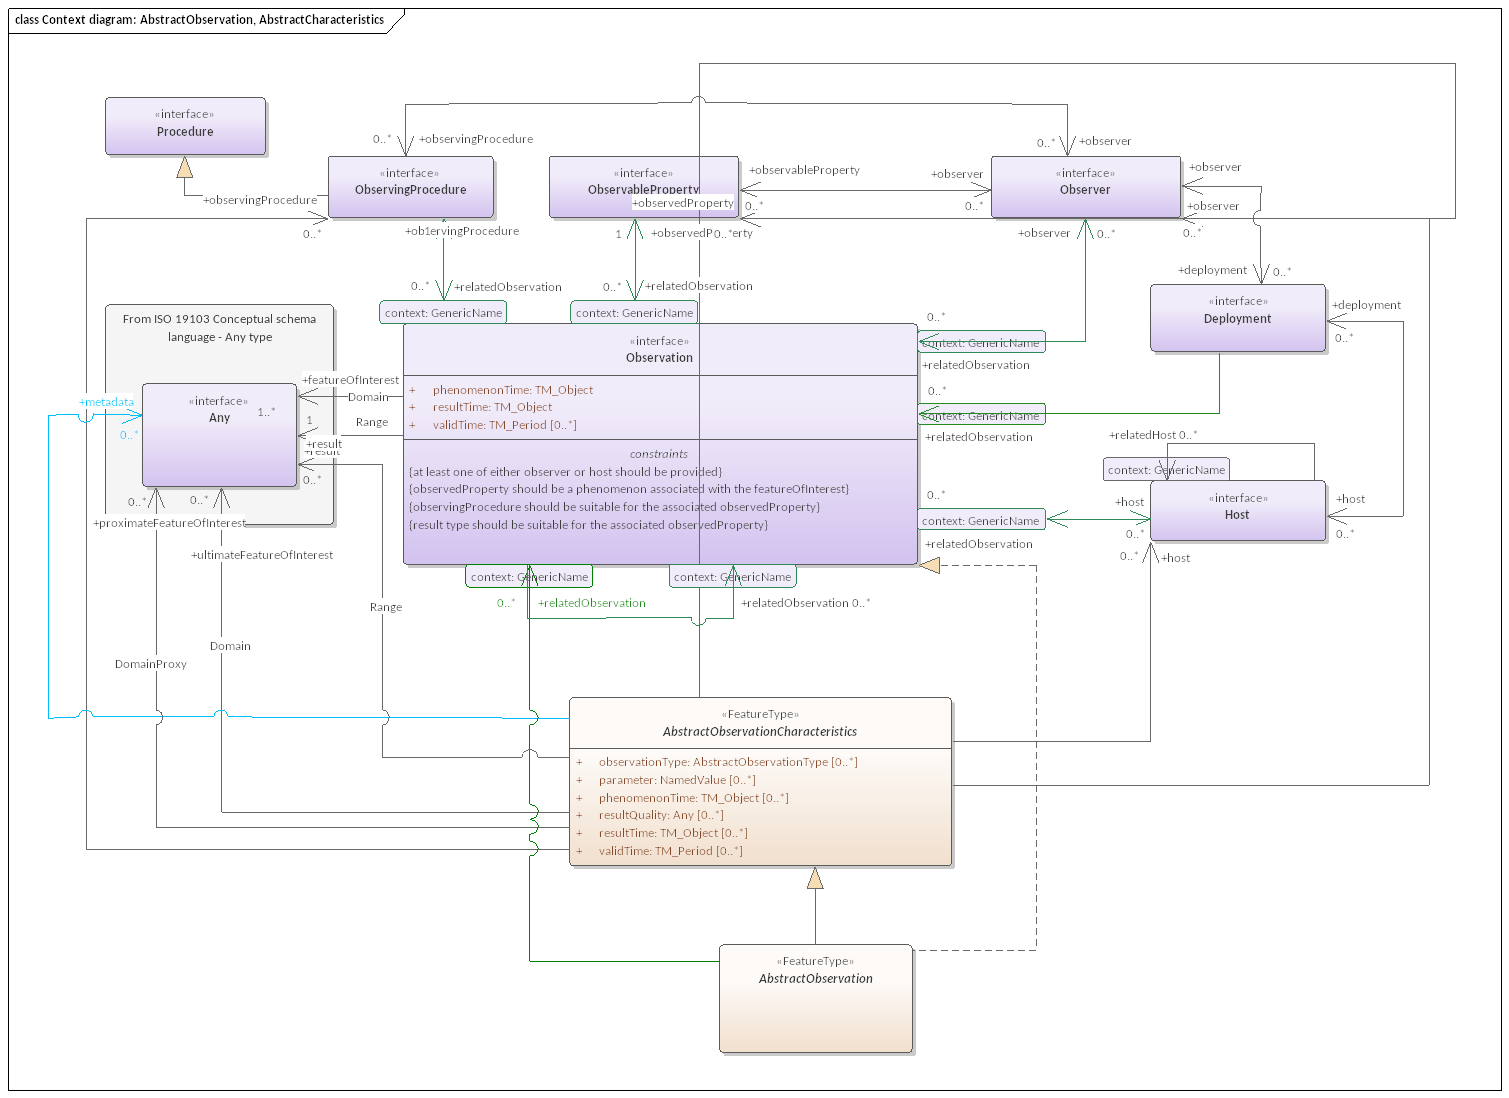 class Context diagram: AbstractObservation, AbstractCharacteristics
«interface»
Procedure
0..*
+observingProcedure
0..*
+observer
«interface»
ObservingProcedure
«interface»
ObservableProperty
+observedProperty
+observableProperty
0..*
+observer
0..*
«interface»
Observer
+observer
+observer
0..*
+observingProcedure
0..*
1
+observingProcedure
1
+observedProperty
0..*
+observer
0..*
0..*
+relatedObservation
0..*
+relatedObservation
+deployment
0..*
context: GenericName
context: GenericName
«interface»
Deployment
+deployment
0..*
From ISO 19103 Conceptual schema
language - Any type
«interface»
Any
1..*
+metadata
0..*
+featureOfInterest
Domain
1
Range
+result
+result
0..*
«interface»
Observation
+ phenomenonTime: TM_Object
+ resultTime: TM_Object
+ validTime: TM_Period [0..*]
constraints
{at least one of either observer or host should be provided}
{observedProperty should be a phenomenon associated with the featureOfInterest}
{observingProcedure should be suitable for the associated observedProperty}
{result type should be suitable for the associated observedProperty}
0..*
context: GenericName
+relatedObservation
0..*
context: GenericName
+relatedObservation
0..*
context: GenericName
+relatedObservation
+relatedHost 0..*
context: GenericName
+host
0..*
«interface»
Host
+host
0..*
0..*
+host
0..*
0..*
+proximateFeatureOfInterest
+ultimateFeatureOfInterest
context: GenericName
context: GenericName
0..*
+relatedObservation
+relatedObservation 0..*
Range
Domain
DomainProxy
«FeatureType»
AbstractObservationCharacteristics
+ observationType: AbstractObservationType [0..*]
+ parameter: NamedValue [0..*]
+ phenomenonTime: TM_Object [0..*]
+ resultQuality: Any [0..*]
+ resultTime: TM_Object [0..*]
+ validTime: TM_Period [0..*]
«FeatureType»
AbstractObservation